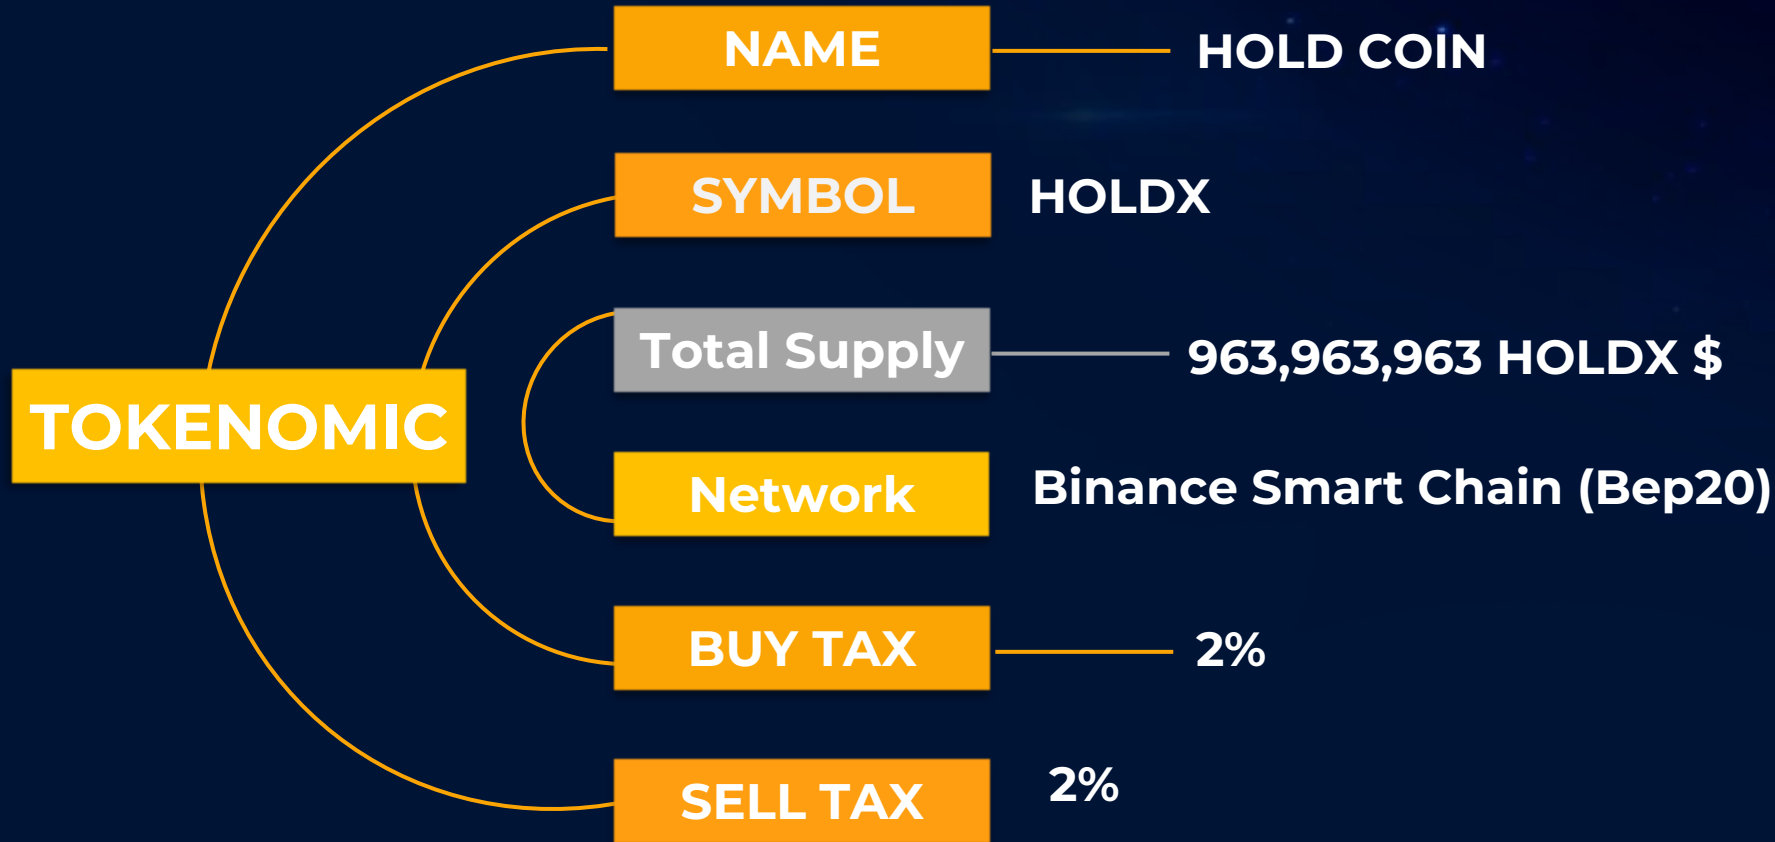 NAME
HOLD COIN
SYMBOL
HOLDX
Total Supply
963,963,963 HOLDX $
TOKENOMIC
Network
Binance Smart Chain (Bep20)
BUY TAX
2%
SELL TAX
2%